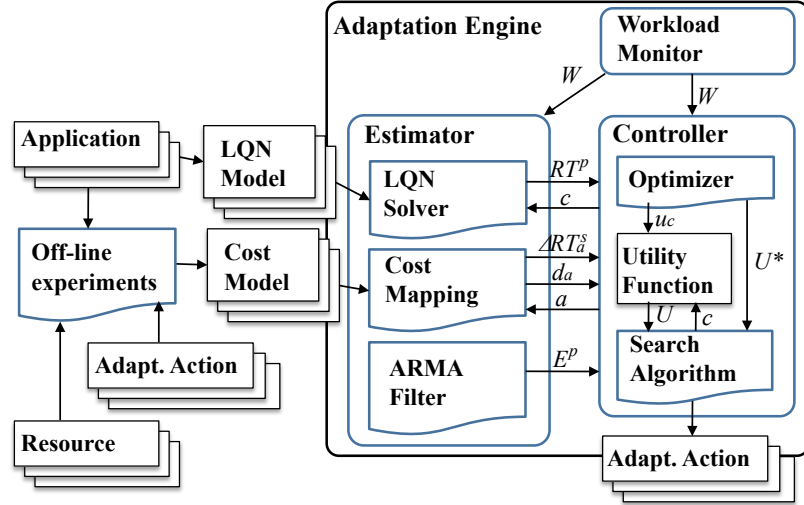 Adaptation Engine
Workload
Monitor
W
W
Application
LQN
Model
Estimator
Controller
LQN
Solver
RT^p
c
Optimizer
u_c
Off-line
experiments
Cost
Model
Cost
Mapping
ΔRT_a^s
d_a
a
Utility
Function
U*
U
c
Adapt. Action
ARMA
Filter
E^p
Search
Algorithm
Resource
Adapt. Action